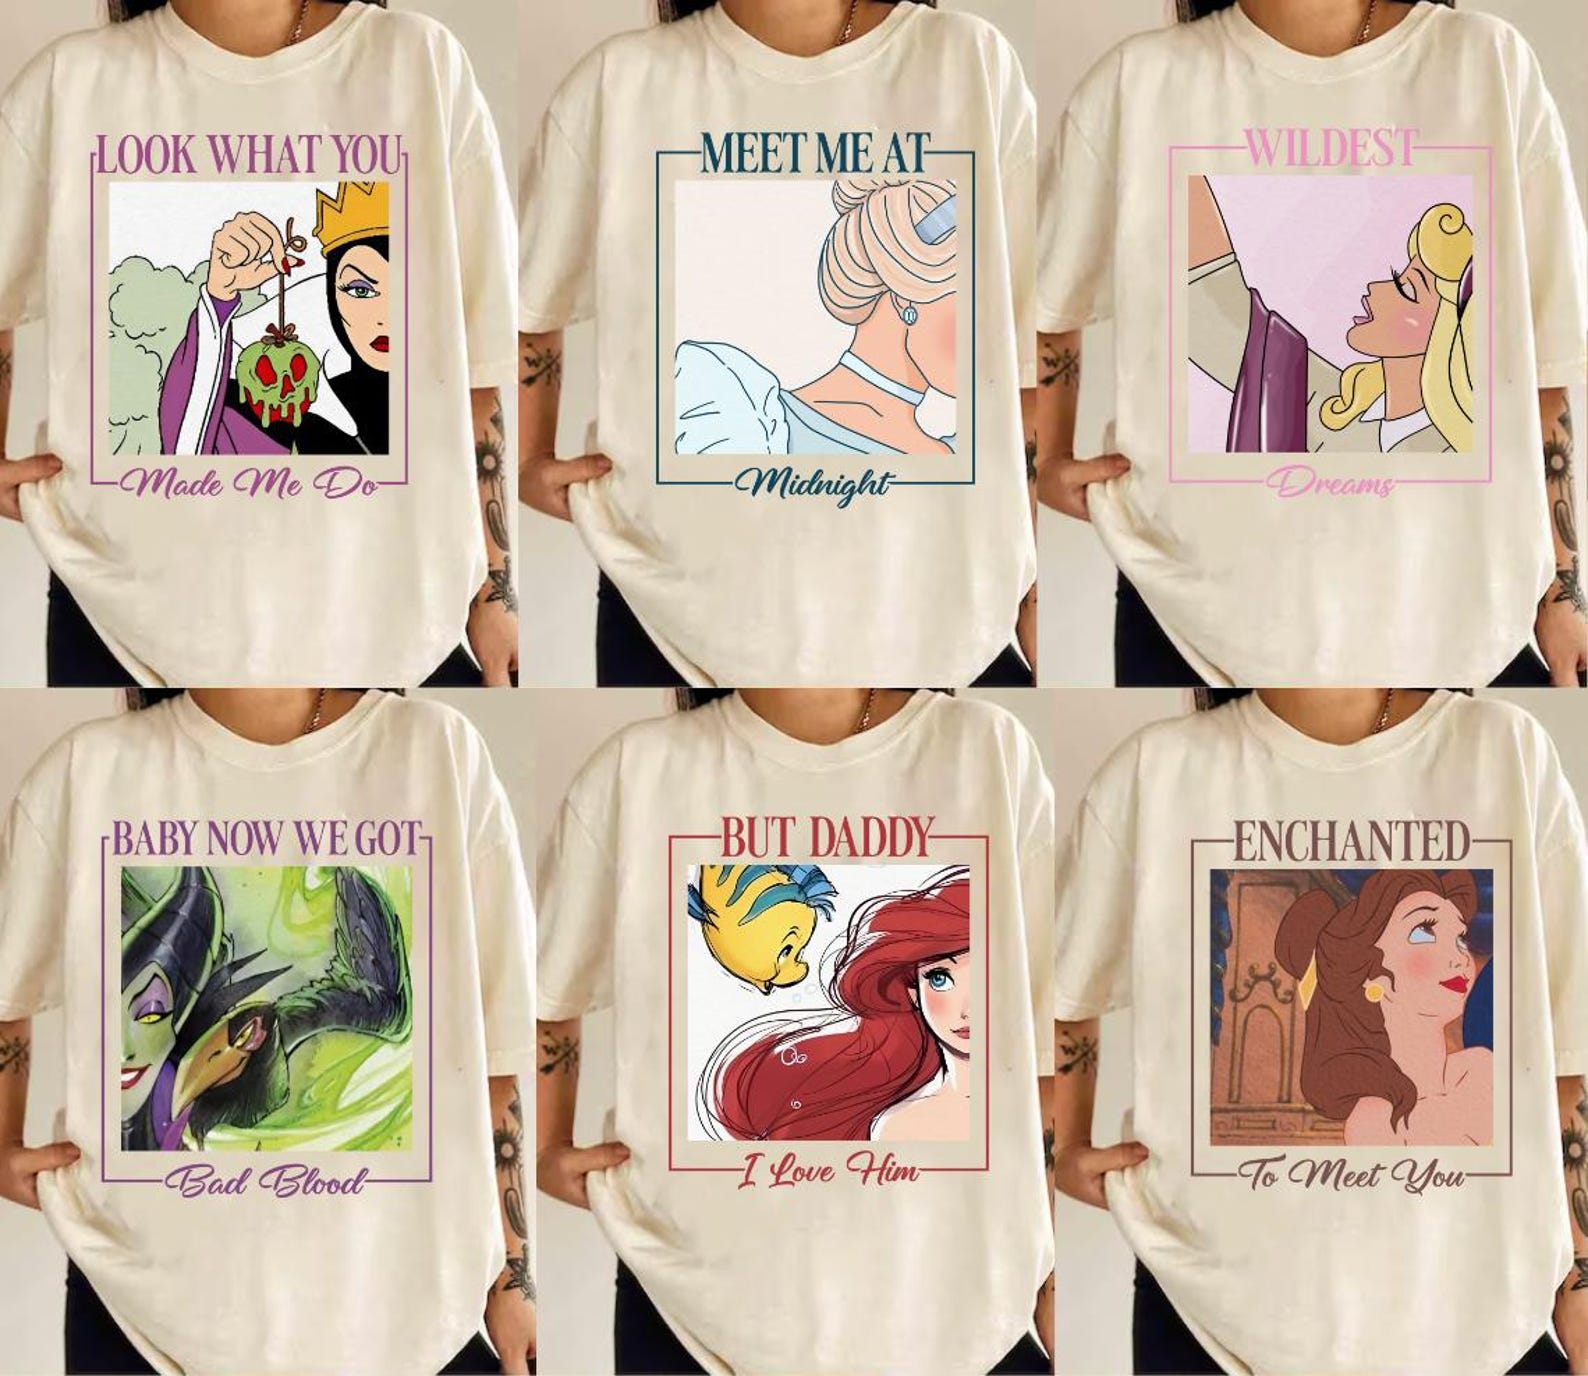 LOOK WHAT YOU
Made Me Do
MEET ME AT
Midnight
WILDEST
Dreams
BABY NOW WE GOT
Bad Blood
BUT DADDY
I Love Him
ENCHANTED
To Meet You